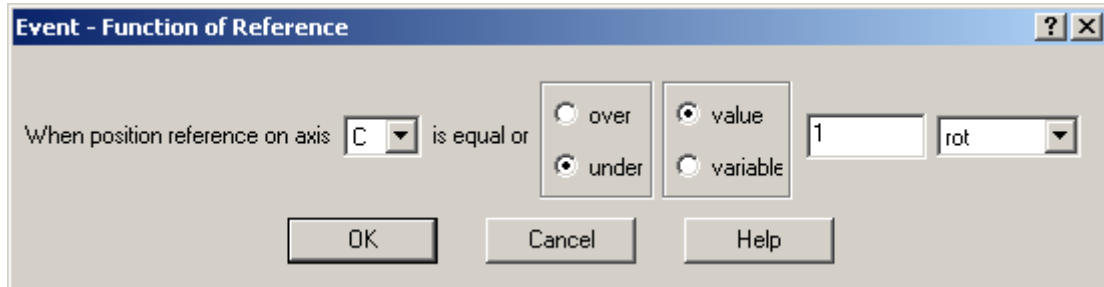 Event - Function of Reference
When position reference on axis C is equal or
over
under
value
variable
1
rot
OK Cancel Help